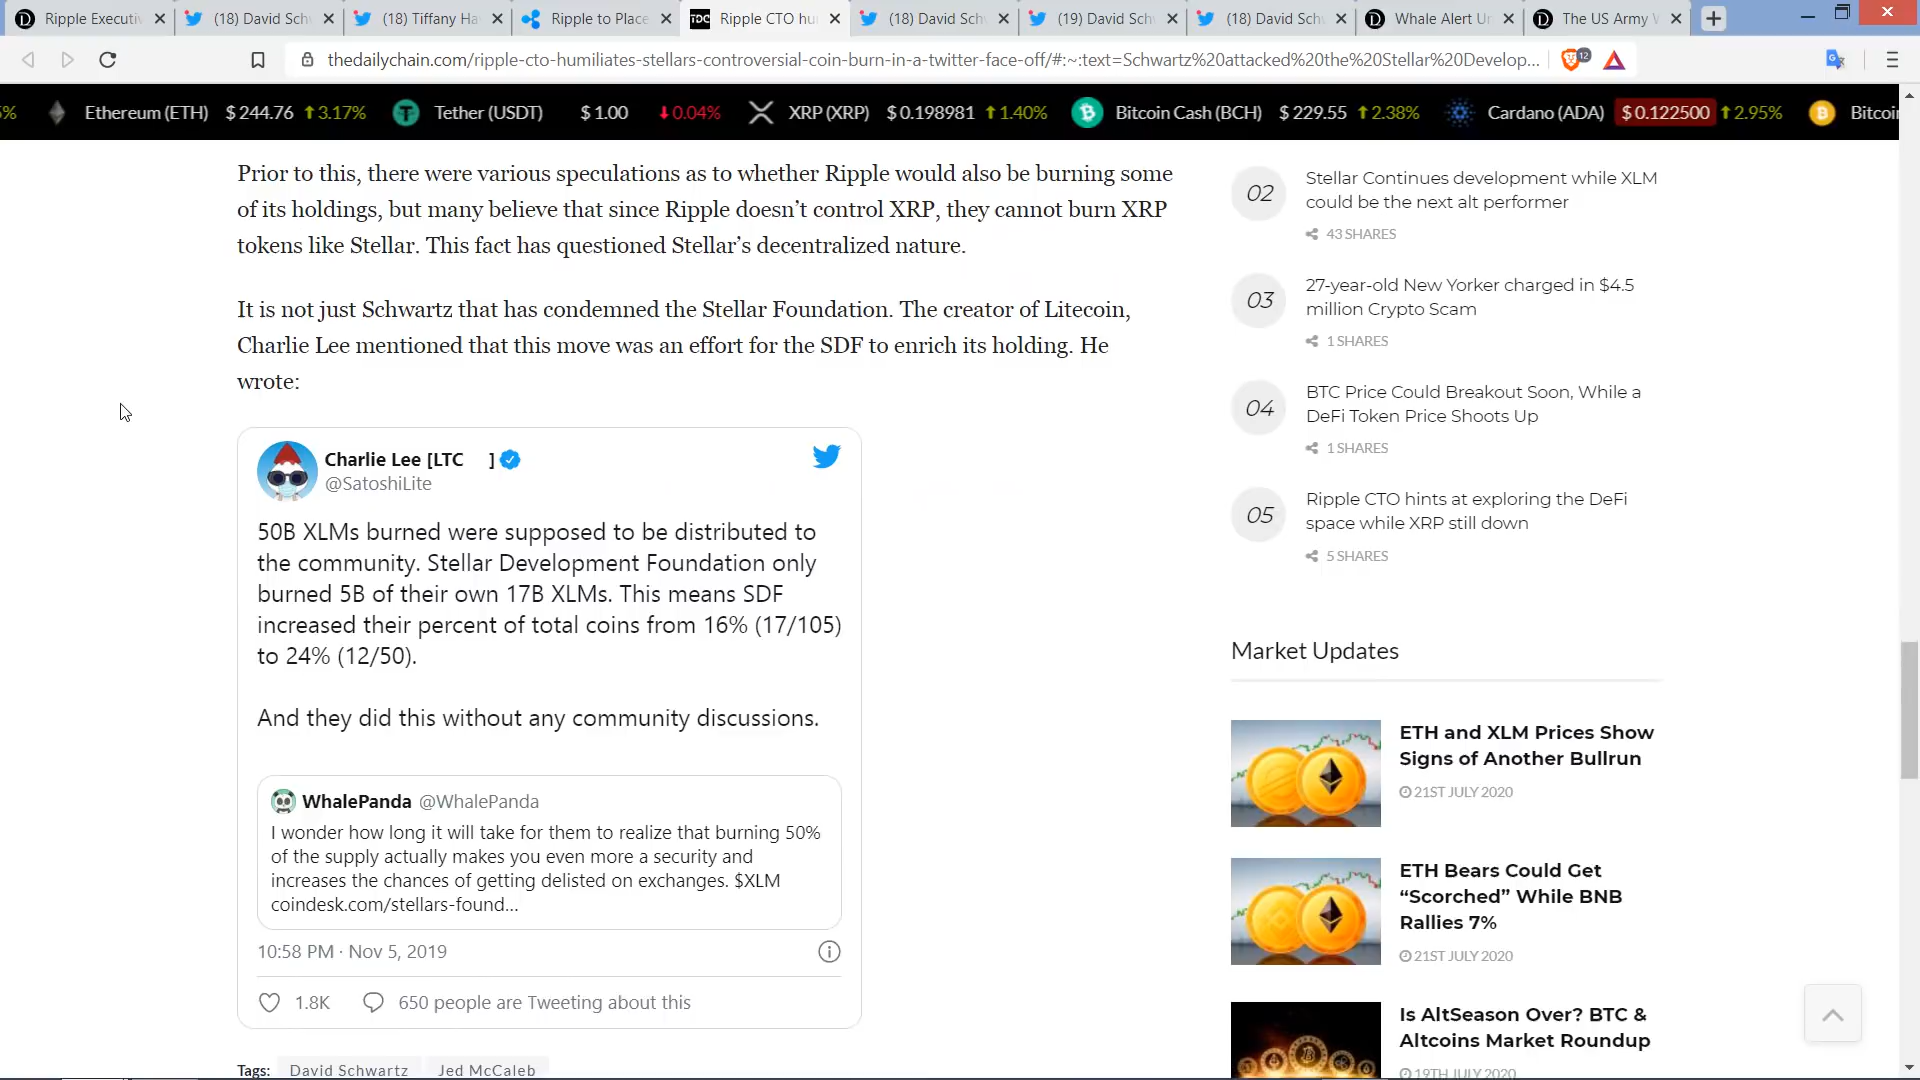 Ripple Executiv
(18) David Sch
(18) Tiffany Ha
Ripple to Place
TDC Ripple CTO hu
(18) David Sch
(19) David Sch
(18) David Sch
Whale Alert U
The US Army
thedailychain.com/ripple-cto-humiliates-stellars-controversial-coin-burn-in-a-twitter-face-off/#:~:text=Schwartz%20attacked%20the%20Stellar%20Develop...
12
5% Ethereum (ETH) $ 244.76 3.17% Tether (USDT) $ 1.00 0.04% XRP (XRP) $ 0.198981 1.40% Bitcoin Cash (BCH) $ 229.55 2.38% Cardano (ADA) $ 0.122500 2.95% Bitcoi
Prior to this, there were various speculations as to whether Ripple would also be burning some
of its holdings, but many believe that since Ripple doesn't control XRP, they cannot burn XRP
tokens like Stellar. This fact has questioned Stellar's decentralized nature.
It is not just Schwartz that has condemned the Stellar Foundation. The creator of Litecoin,
Charlie Lee mentioned that this move was an effort for the SDF to enrich its holding. He
wrote:
Charlie Lee [LTC ]
@SatoshiLite
50B XLMs burned were supposed to be distributed to
the community. Stellar Development Foundation only
burned 5B of their own 17B XLMs. This means SDF
increased their percent of total coins from 16% (17/105)
to 24% (12/50).
And they did this without any community discussions.
WhalePanda @WhalePanda
I wonder how long it will take for them to realize that burning 50%
of the supply actually makes you even more a security and
increases the chances of getting delisted on exchanges. $XLM
coindesk.com/stellars-found...
10:58 PM · Nov 5, 2019
1.8K 650 people are Tweeting about this
Tags: David Schwartz Jed McCaleb
02
Stellar Continues development while XLM
could be the next alt performer
43 SHARES
03
27-year-old New Yorker charged in $4.5
million Crypto Scam
1 SHARES
04
BTC Price Could Breakout Soon, While a
DeFi Token Price Shoots Up
1 SHARES
05
Ripple CTO hints at exploring the DeFi
space while XRP still down
5 SHARES
Market Updates
ETH and XLM Prices Show
Signs of Another Bullrun
21ST JULY 2020
ETH Bears Could Get
“Scorched” While BNB
Rallies 7%
21ST JULY 2020
Is AltSeason Over? BTC &
Altcoins Market Roundup
19TH JULY 2020